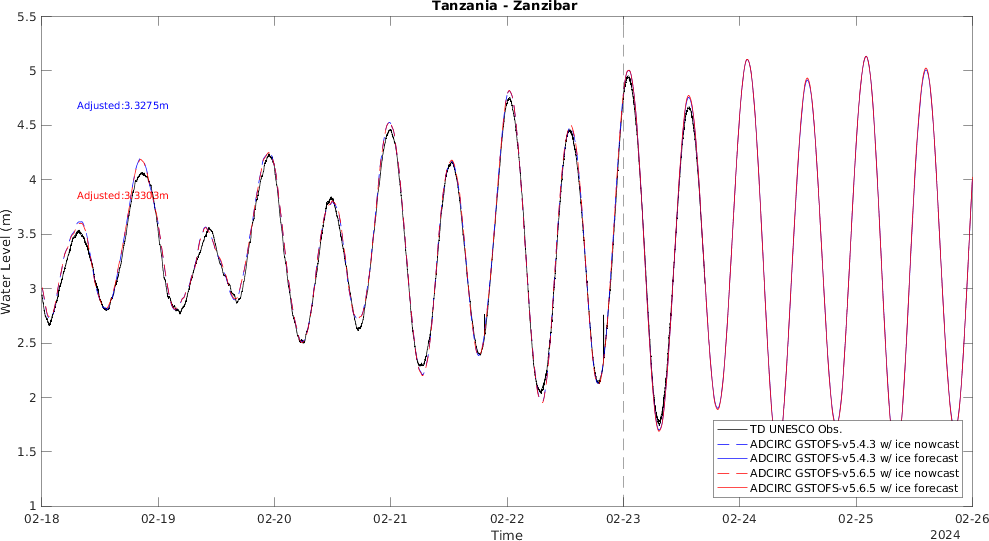 Tanzania - Zanzibar
5.5
5
4.5
4
3.5
3
2.5
2
1.5
1
Water Level (m)
Adjusted:3.3275m
Adjusted:3.3303m
TD UNESCO Obs.
ADCIRC GSTOFS-v5.4.3 w/ ice nowcast
ADCIRC GSTOFS-v5.4.3 w/ ice forecast
ADCIRC GSTOFS-v5.6.5 w/ ice nowcast
ADCIRC GSTOFS-v5.6.5 w/ ice forecast
02-18 02-19 02-20 02-21 02-22 02-23 02-24 02-25 02-26
Time
2024